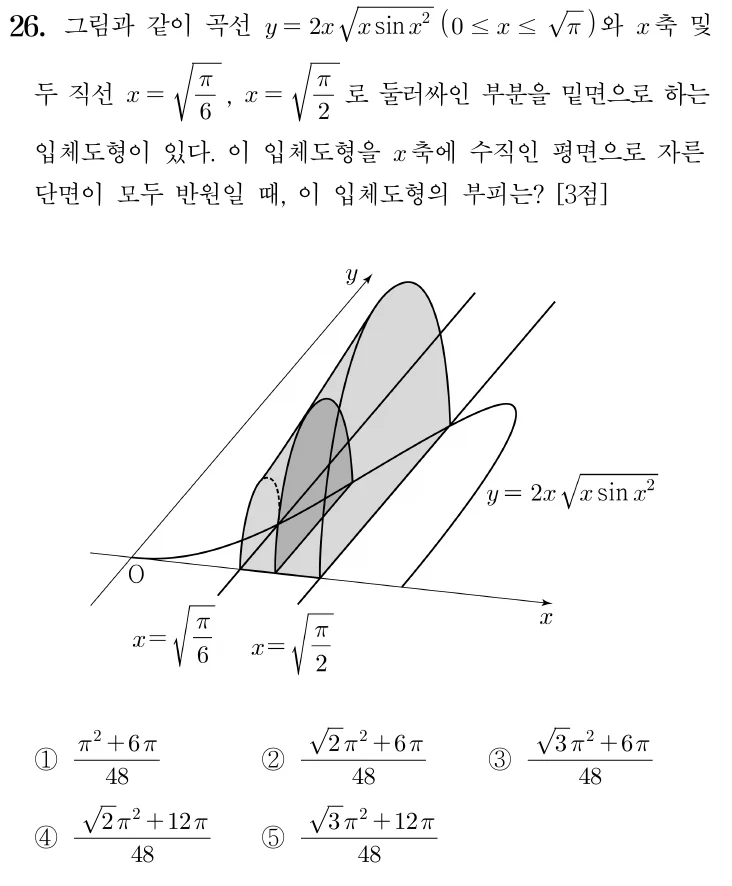 26. 그림과 같이 곡선 y = 2x√(x sin x²) (0 ≤ x ≤ √π)와 x축 및
두 직선 x = √(π/6), x = √(π/2) 로 둘러싸인 부분을 밑면으로 하는
입체도형이 있다. 이 입체도형을 x축에 수직인 평면으로 자른
단면이 모두 반원일 때, 이 입체도형의 부피는? [3점]
y
y = 2x√(x sin x²)
O
x
x = √(π/6)
x = √(π/2)
① (π² + 6π)/48 ② (√2π² + 6π)/48 ③ (√3π² + 6π)/48
④ (√2π² + 12π)/48 ⑤ (√3π² + 12π)/48